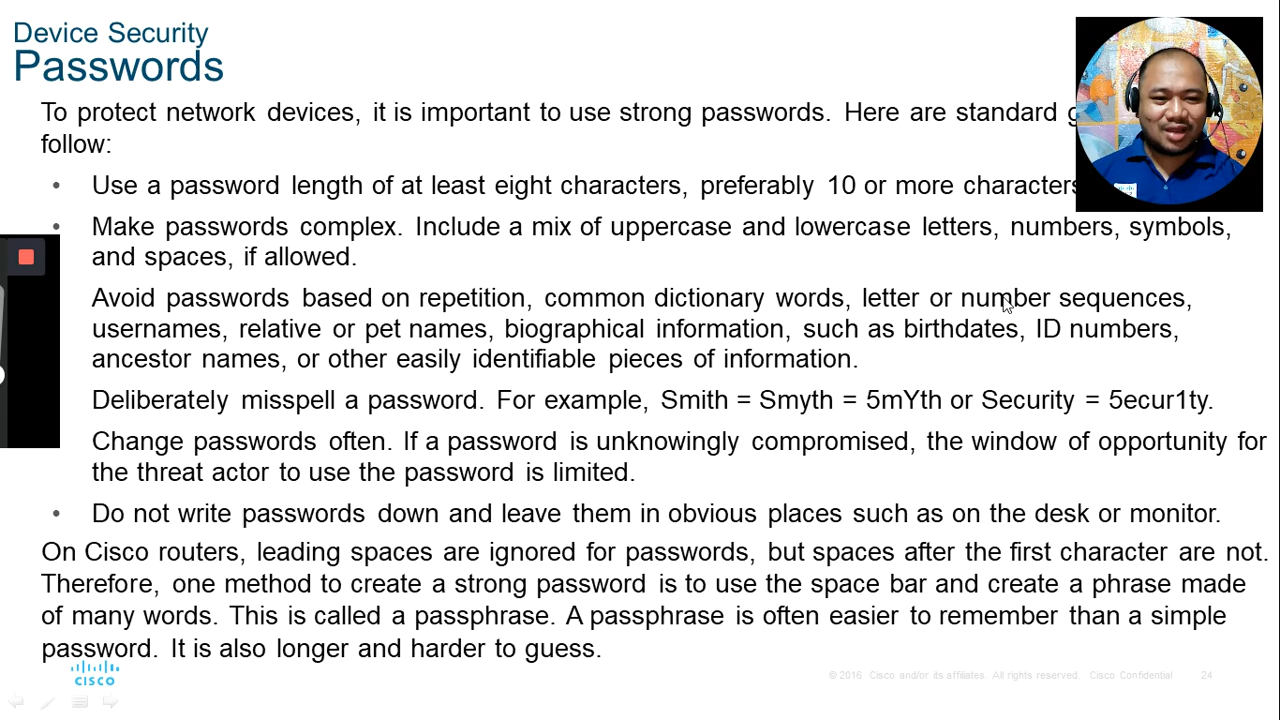 Device Security
Passwords
To protect network devices, it is important to use strong passwords. Here are standard
follow:
• Use a password length of at least eight characters, preferably 10 or more characters
• Make passwords complex. Include a mix of uppercase and lowercase letters, numbers, symbols,
and spaces, if allowed.
Avoid passwords based on repetition, common dictionary words, letter or number sequences,
usernames, relative or pet names, biographical information, such as birthdates, ID numbers,
ancestor names, or other easily identifiable pieces of information.
Deliberately misspell a password. For example, Smith = Smyth = 5mYth or Security = 5ecur1ty.
Change passwords often. If a password is unknowingly compromised, the window of opportunity for
the threat actor to use the password is limited.
• Do not write passwords down and leave them in obvious places such as on the desk or monitor.
On Cisco routers, leading spaces are ignored for passwords, but spaces after the first character are not.
Therefore, one method to create a strong password is to use the space bar and create a phrase made
of many words. This is called a passphrase. A passphrase is often easier to remember than a simple
password. It is also longer and harder to guess.
CISCO
© 2016 Cisco and/or its affiliates. All rights reserved. Cisco Confidential 24